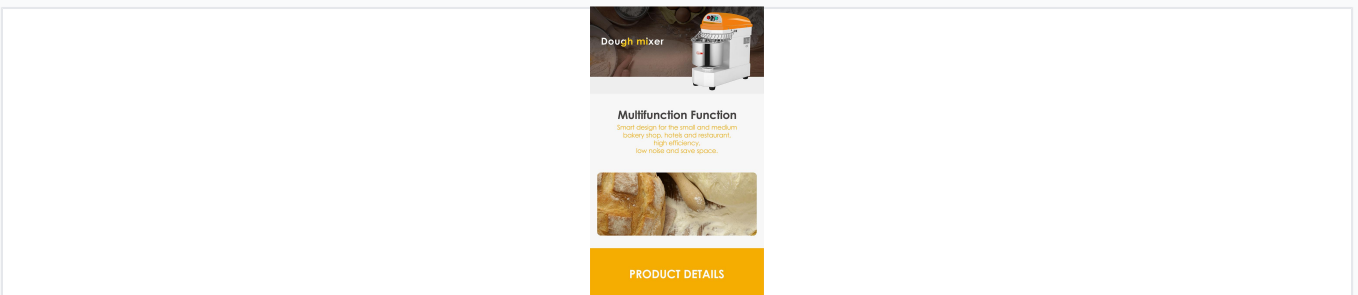 Dough mixer
Multifunction Function
Smart design for the small and medium
bakery shop, hotels and restaurant.
high efficiency,
low noise and save space.
PRODUCT DETAILS